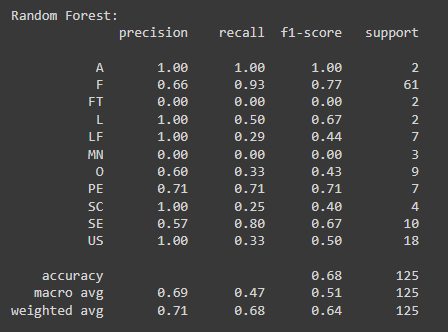 Random Forest:
precision recall f1-score support
A 1.00 1.00 1.00 2
F 0.66 0.93 0.77 61
FT 0.00 0.00 0.00 2
L 1.00 0.50 0.67 2
LF 1.00 0.29 0.44 7
MN 0.00 0.00 0.00 3
O 0.60 0.33 0.43 9
PE 0.71 0.71 0.71 7
SC 1.00 0.25 0.40 4
SE 0.57 0.80 0.67 10
US 1.00 0.33 0.50 18
accuracy 0.68 125
macro avg 0.69 0.47 0.51 125
weighted avg 0.71 0.68 0.64 125